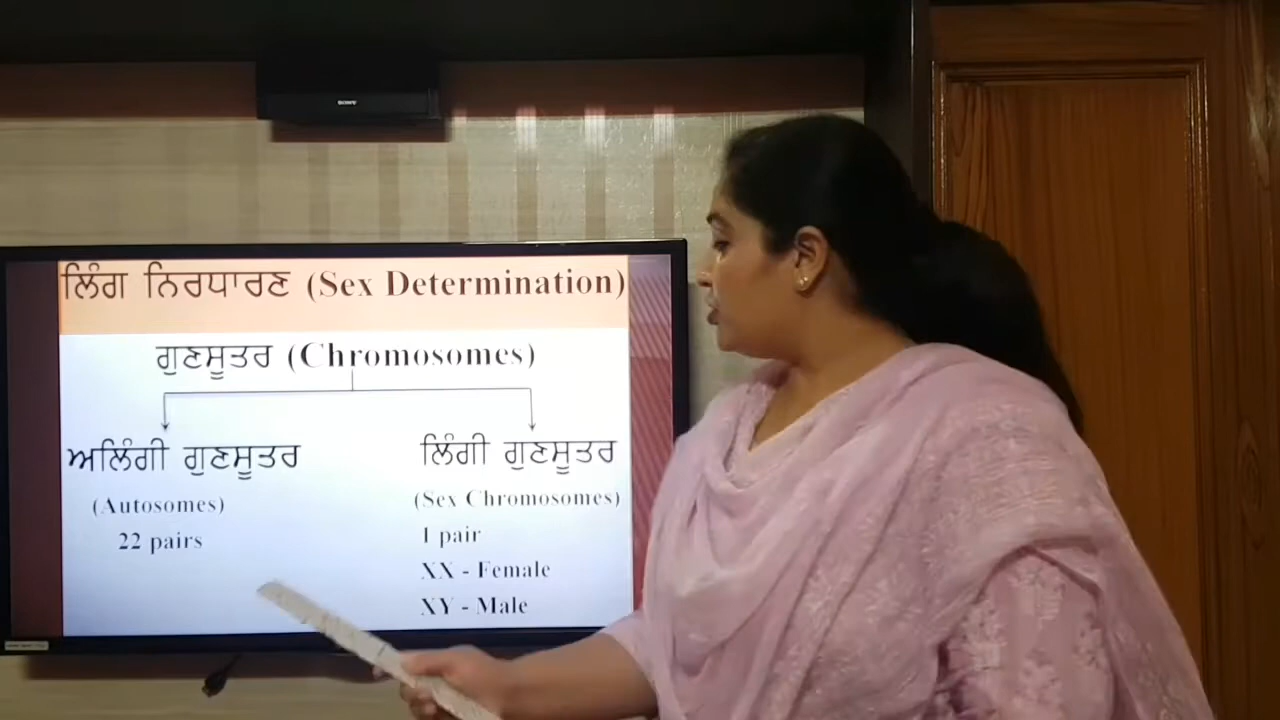 SONY
ਲਿੰਗ ਨਿਰਧਾਰਣ (Sex Determination)
ਗੁਣਸੂਤਰ (Chromosomes)
ਅਲਿੰਗੀ ਗੁਣਸੂਤਰ
(Autosomes)
22 pairs
ਲਿੰਗੀ ਗੁਣਸੂਤਰ
(Sex Chromosomes)
1 pair
XX - Female
XY - Male